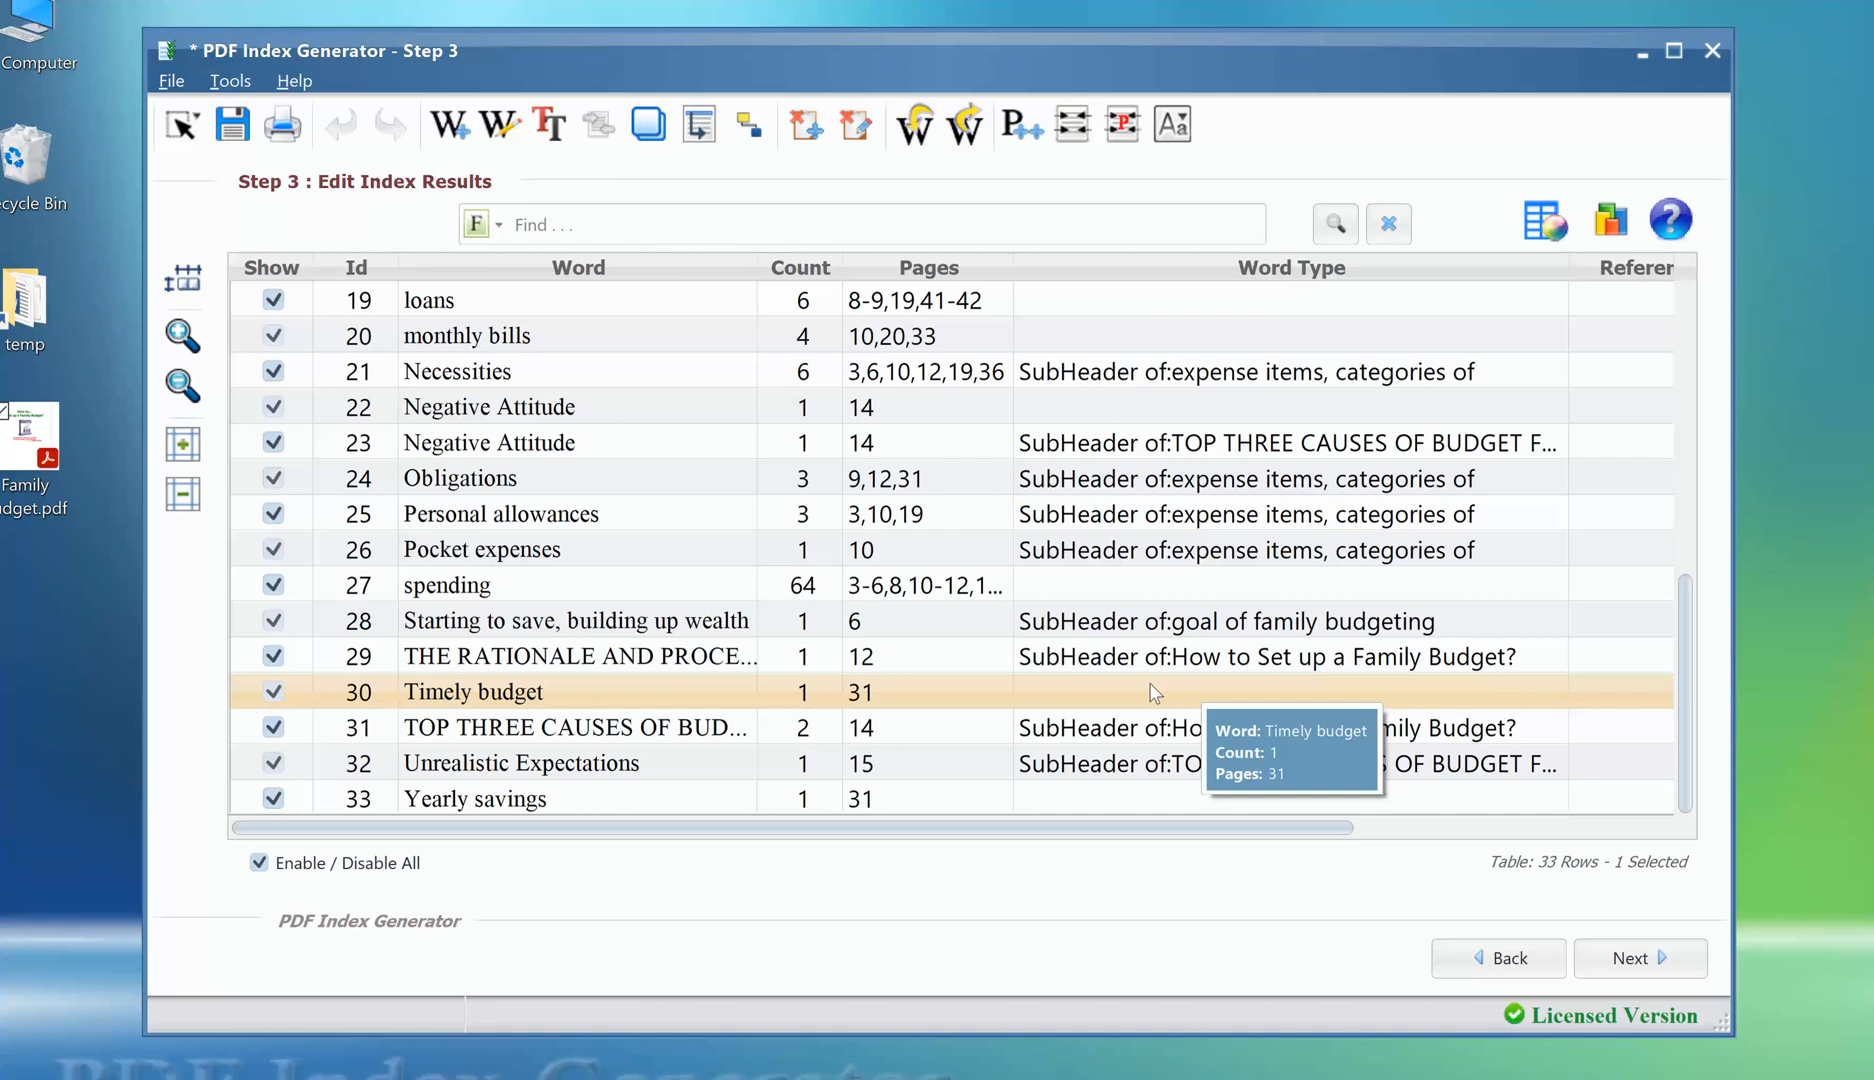 Computer
ecycle Bin
temp
Family
dget.pdf
* PDF Index Generator - Step 3
File Tools Help
Step 3 : Edit Index Results
F Find . . .
Show Id Word Count Pages Word Type Referer
19 loans 6 8-9,19,41-42
20 monthly bills 4 10,20,33
21 Necessities 6 3,6,10,12,19,36 SubHeader of:expense items, categories of
22 Negative Attitude 1 14
23 Negative Attitude 1 14 SubHeader of:TOP THREE CAUSES OF BUDGET F...
24 Obligations 3 9,12,31 SubHeader of:expense items, categories of
25 Personal allowances 3 3,10,19 SubHeader of:expense items, categories of
26 Pocket expenses 1 10 SubHeader of:expense items, categories of
27 spending 64 3-6,8,10-12,1...
28 Starting to save, building up wealth 1 6 SubHeader of:goal of family budgeting
29 THE RATIONALE AND PROCE... 1 12 SubHeader of:How to Set up a Family Budget?
30 Timely budget 1 31
31 TOP THREE CAUSES OF BUD... 2 14 SubHeader of:Ho mily Budget?
32 Unrealistic Expectations 1 15 SubHeader of:TO S OF BUDGET F...
33 Yearly savings 1 31
Word: Timely budget
Count: 1
Pages: 31
Enable / Disable All
Table: 33 Rows - 1 Selected
PDF Index Generator
Back
Next
Licensed Version
PDF Index Generator